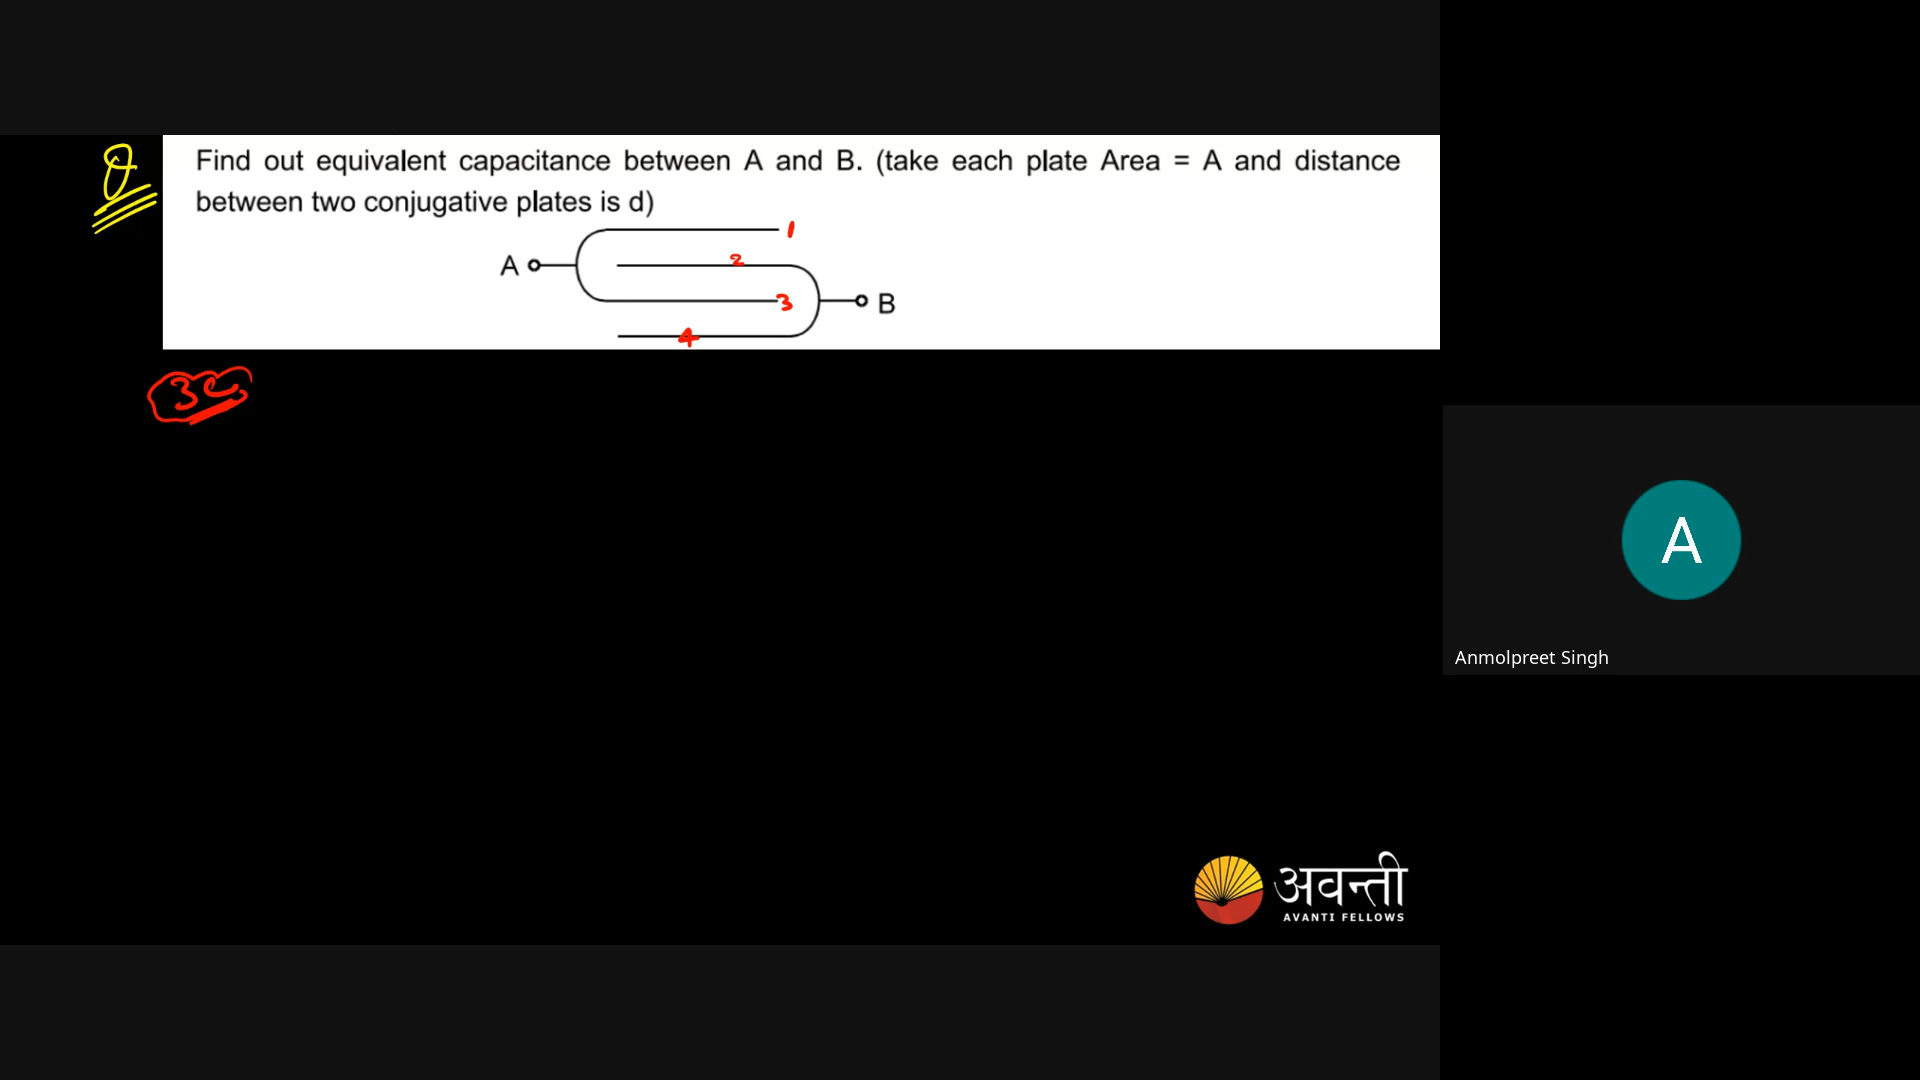 Q
Find out equivalent capacitance between A and B. (take each plate Area = A and distance
between two conjugative plates is d)
1
A
2
3
B
4
3C
A
Anmolpreet Singh
अवन्ती
AVANTI FELLOWS